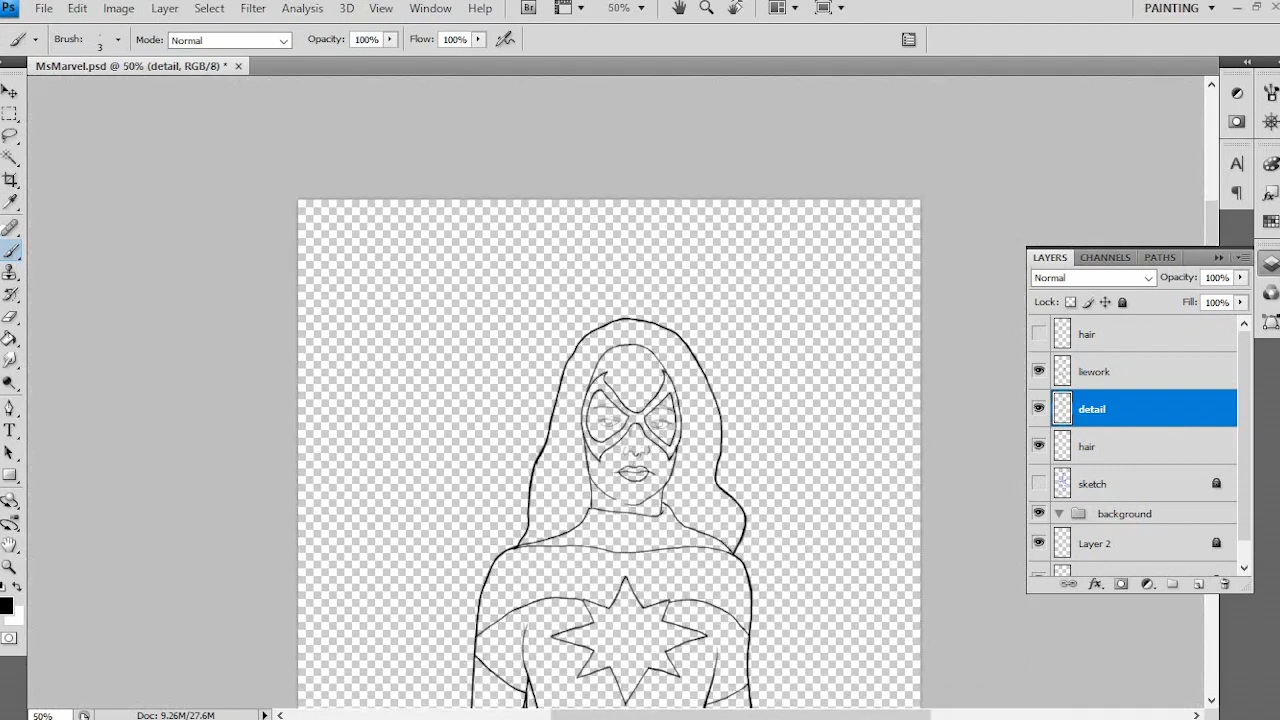 Ps File Edit Image Layer Select Filter Analysis 3D View Window Help Br 50% PAINTING
Brush: 3 Mode: Normal Opacity: 100% Flow: 100%
MsMarvel.psd @ 50% (detail, RGB/8) *
LAYERS CHANNELS PATHS
Normal Opacity: 100%
Lock: Fill: 100%
hair
liework
detail
hair
sketch
background
Layer 2
50% Doc: 9.26M/27.6M